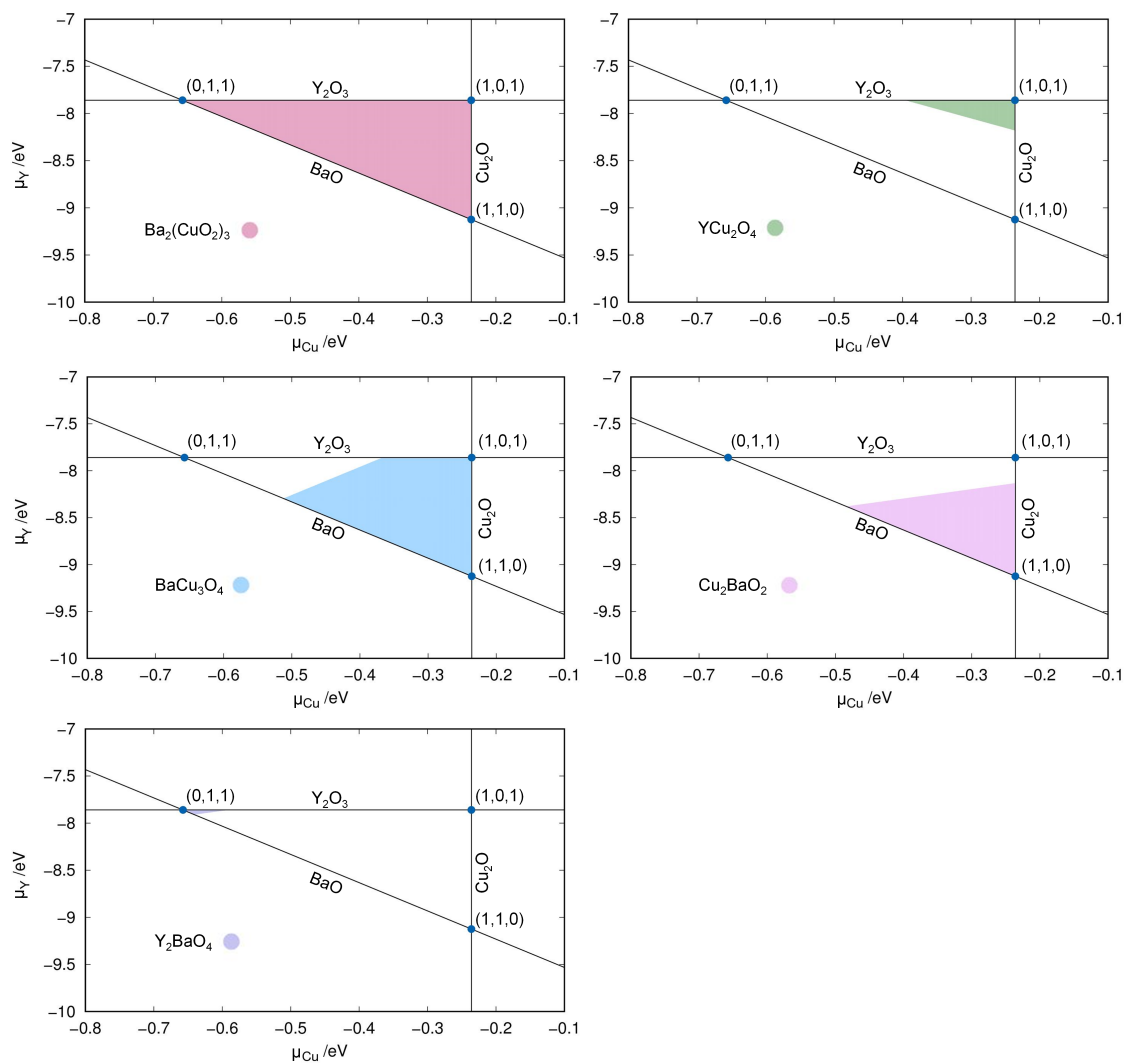 −7
−7.5
−8
−8.5
−9
−9.5
−10
μY /eV
(0,1,1)
Y2O3
(1,0,1)
BaO
Cu2O
(1,1,0)
Ba2(CuO2)3
−0.8 −0.7 −0.6 −0.5 −0.4 −0.3 −0.2 −0.1
μCu /eV
−7
-7.5
−8
-8.5
−9
-9.5
−10
(0,1,1)
Y2O3
(1,0,1)
BaO
Cu2O
(1,1,0)
YCu2O4
−0.8 −0.7 −0.6 −0.5 −0.4 −0.3 −0.2 −0.1
μCu /eV
−7
−7.5
−8
−8.5
−9
−9.5
−10
μY /eV
(0,1,1)
Y2O3
(1,0,1)
BaO
Cu2O
(1,1,0)
BaCu3O4
−0.8 −0.7 −0.6 −0.5 −0.4 −0.3 −0.2 −0.1
μCu /eV
−7
-7.5
−8
-8.5
−9
-9.5
−10
(0,1,1)
Y2O3
(1,0,1)
BaO
Cu2O
(1,1,0)
Cu2BaO2
−0.8 −0.7 −0.6 −0.5 −0.4 −0.3 −0.2 −0.1
μCu /eV
−7
−7.5
−8
−8.5
−9
−9.5
−10
μY /eV
(0,1,1)
Y2O3
(1,0,1)
BaO
Cu2O
(1,1,0)
Y2BaO4
−0.8 −0.7 −0.6 −0.5 −0.4 −0.3 −0.2 −0.1
μCu /eV